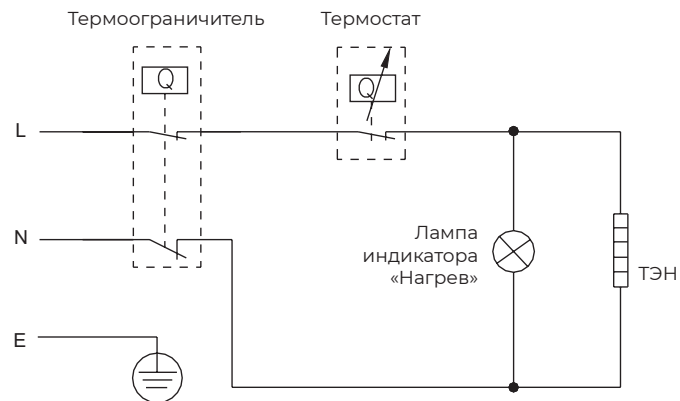 Термоограничитель
Термостат
Q
Q
L
N
Лампа
индикатора
«Нагрев»
ТЭН
E